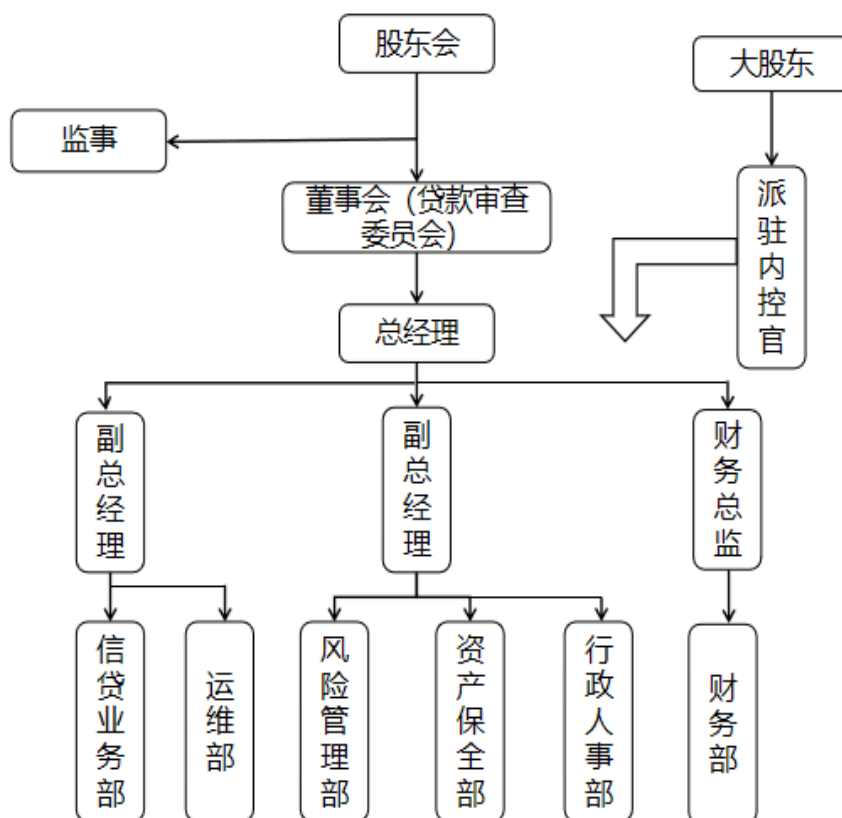 股东会
大股东
监事
董事会（贷款审查
委员会）
派驻内控官
总经理
副总经理
副总经理
财务总监
信贷业务部
运维部
风险管理部
资产保全部
行政人事部
财务部